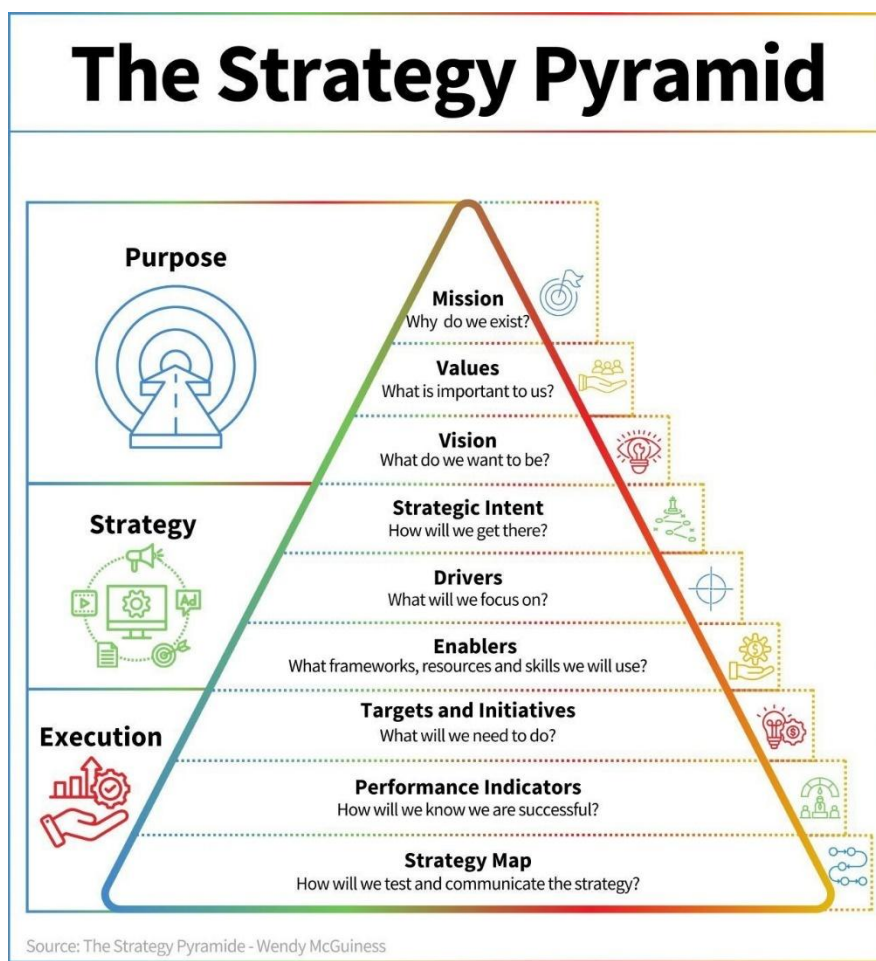 The Strategy Pyramid
Purpose
Mission
Why do we exist?
Values
What is important to us?
Vision
What do we want to be?
Strategy
Ad
Strategic Intent
How will we get there?
Drivers
What will we focus on?
Enablers
What frameworks, resources and skills we will use?
Execution
Targets and Initiatives
What will we need to do?
Performance Indicators
How will we know we are successful?
Strategy Map
How will we test and communicate the strategy?
Source: The Strategy Pyramide - Wendy McGuiness